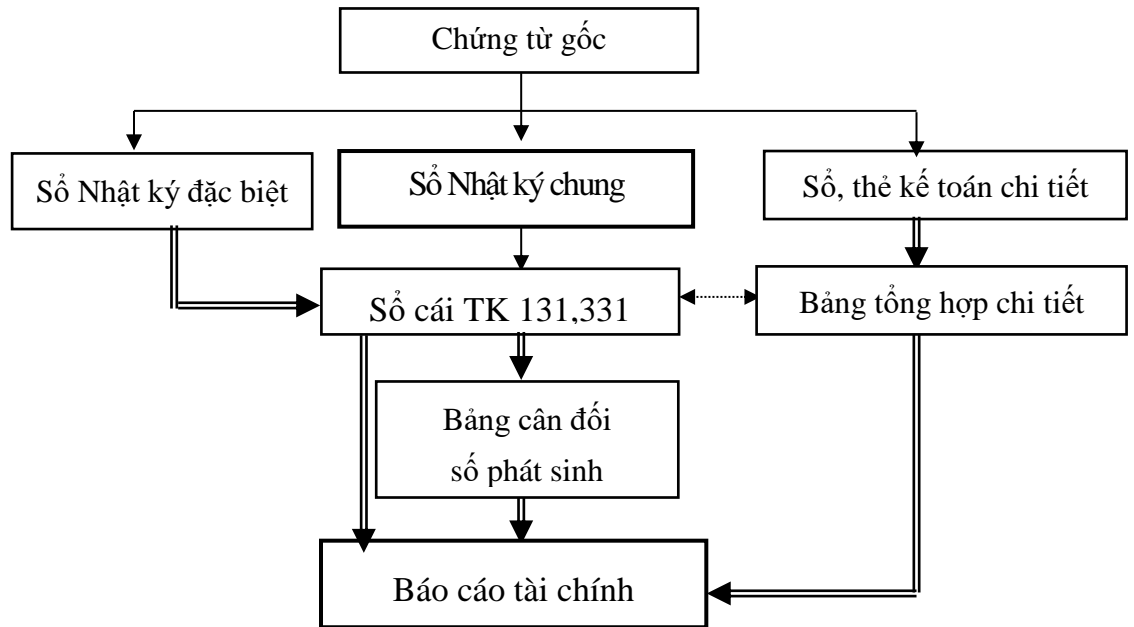 Chứng từ gốc
Sổ Nhật ký đặc biệt
Sổ Nhật ký chung
Sổ, thẻ kế toán chi tiết
Sổ cái TK 131,331
Bảng tổng hợp chi tiết
Bảng cân đối
số phát sinh
Báo cáo tài chính